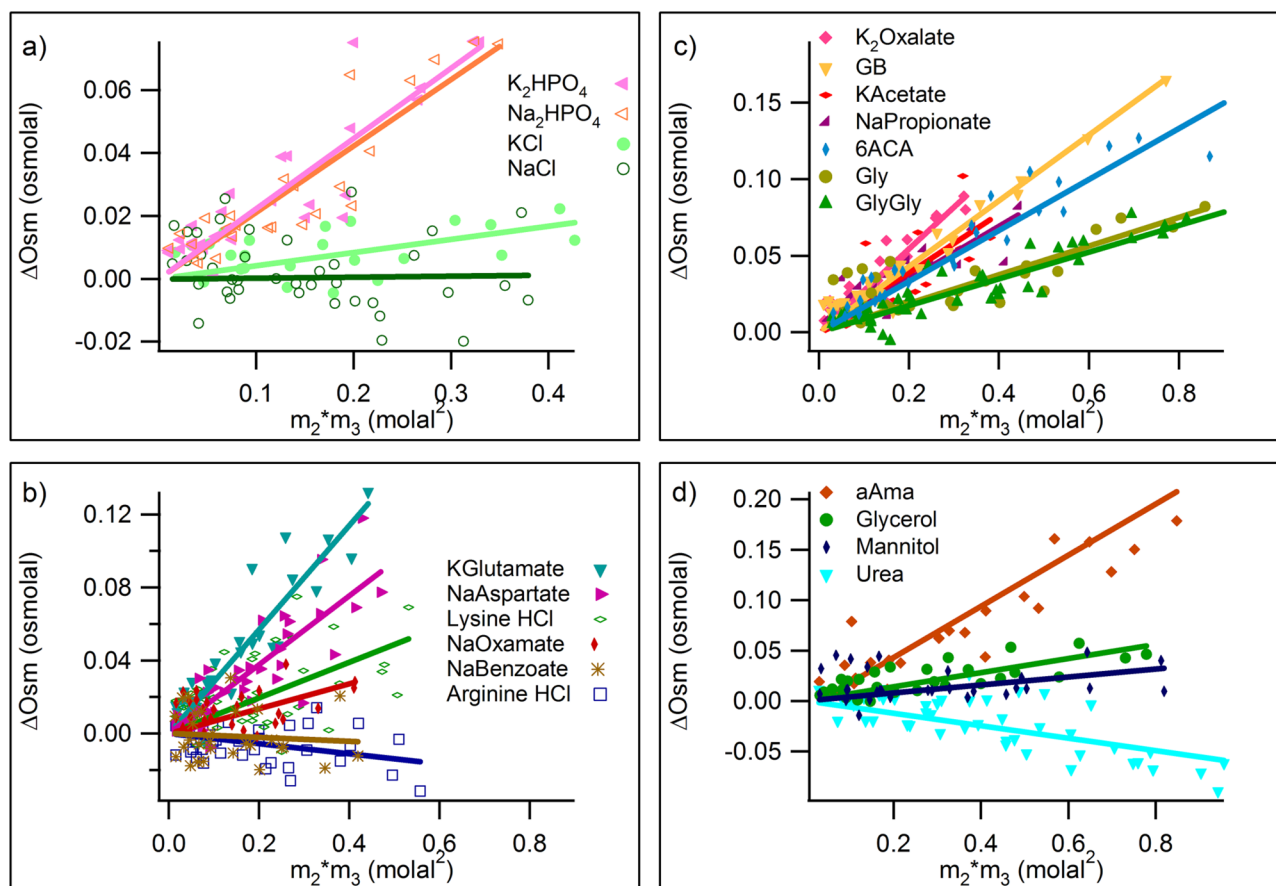 a)
ΔOsm (osmolal)
0.06
0.04
0.02
0.00
-0.02
K₂HPO₄
Na₂HPO₄
KCl
NaCl
0.1 0.2 0.3 0.4
m₂*m₃ (molal²)
c)
ΔOsm (osmolal)
0.15
0.10
0.05
0.00
K₂Oxalate
GB
KAcetate
NaPropionate
6ACA
Gly
GlyGly
0.0 0.2 0.4 0.6 0.8
m₂*m₃ (molal²)
b)
ΔOsm (osmolal)
0.12
0.08
0.04
0.00
KGlutamate
NaAspartate
Lysine HCl
NaOxamate
NaBenzoate
Arginine HCl
0.0 0.2 0.4 0.6 0.8
m₂*m₃ (molal²)
d)
ΔOsm (osmolal)
0.20
0.15
0.10
0.05
0.00
-0.05
aAma
Glycerol
Mannitol
Urea
0.2 0.4 0.6 0.8
m₂*m₃ (molal²)